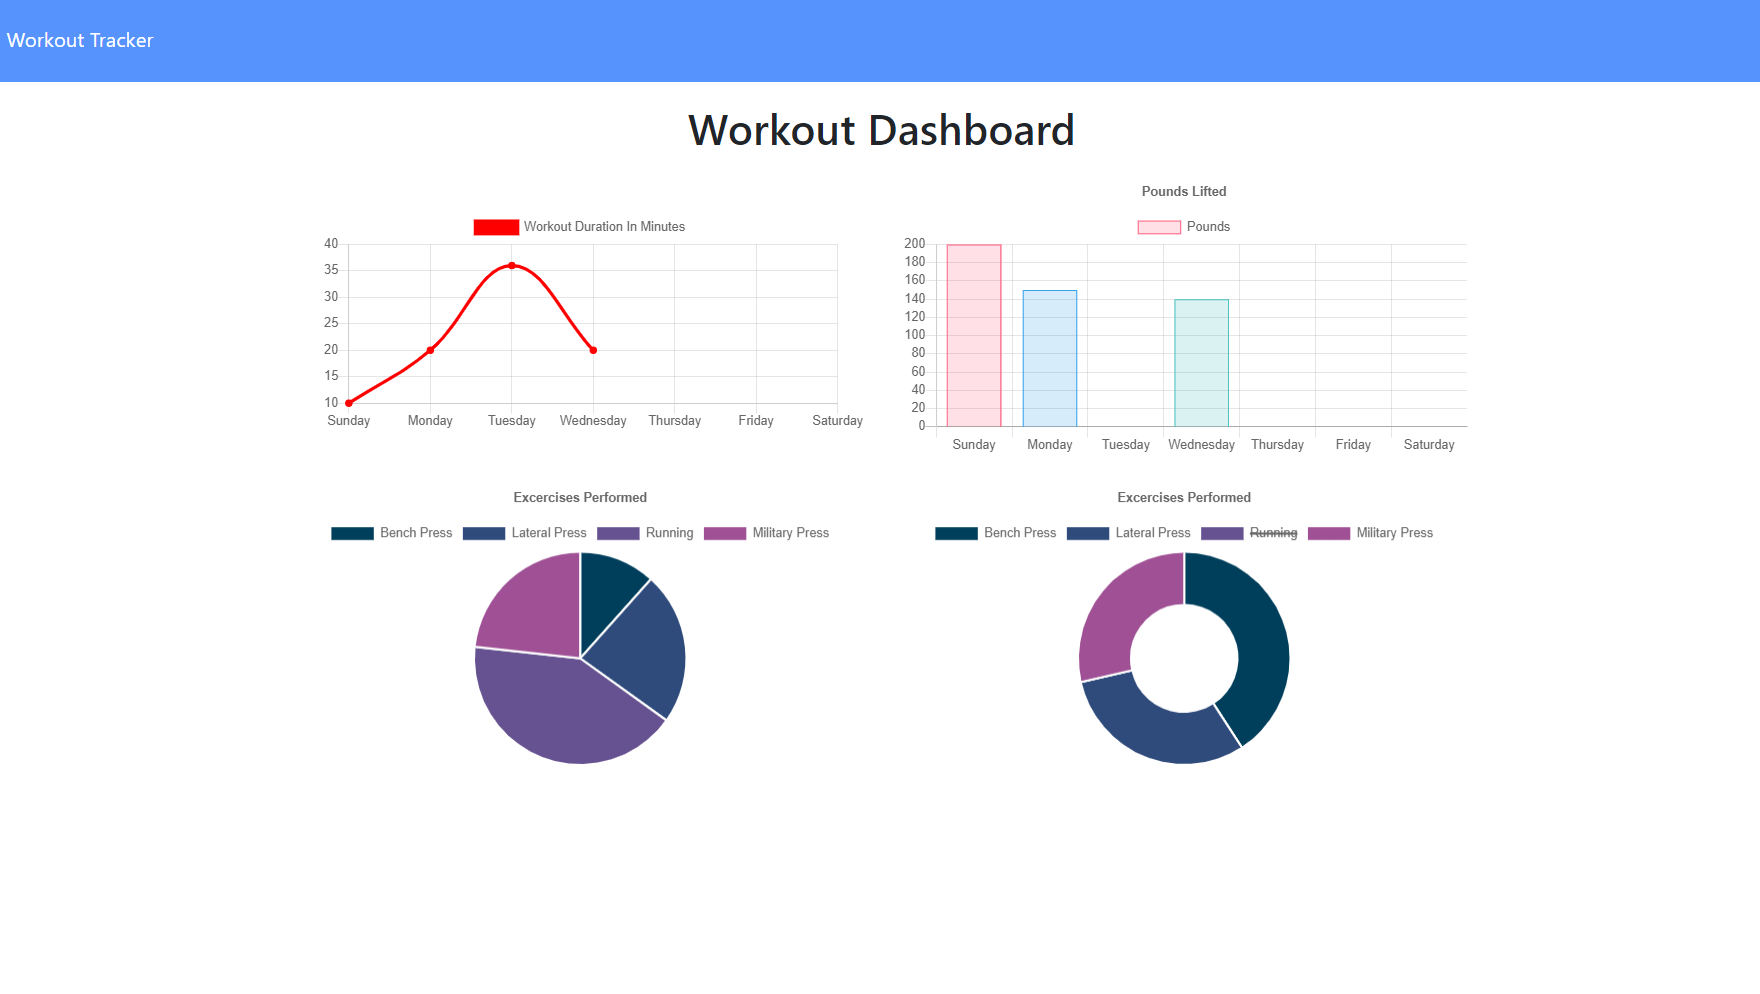 Workout Tracker
Workout Dashboard
Workout Duration In Minutes
40
35
30
25
20
15
10
Sunday Monday Tuesday Wednesday Thursday Friday Saturday
Pounds Lifted
Pounds
200
180
160
140
120
100
80
60
40
20
0
Sunday Monday Tuesday Wednesday Thursday Friday Saturday
Excercises Performed
Bench Press Lateral Press Running Military Press
Excercises Performed
Bench Press Lateral Press Running Military Press